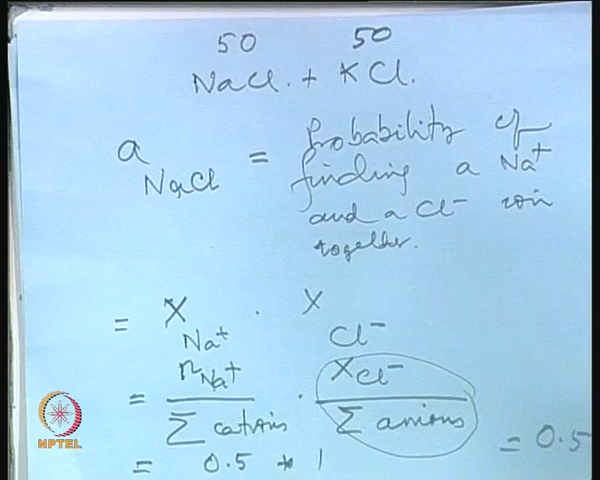 50 50
NaCl + KCl.
a NaCl = Probability of
finding a Na⁺
and a Cl⁻ ion
together.
= X Na⁺ . X Cl⁻
= n Na⁺ / Σ cations . X Cl⁻ / Σ anions
= 0.5 * 1 = 0.5
NPTEL